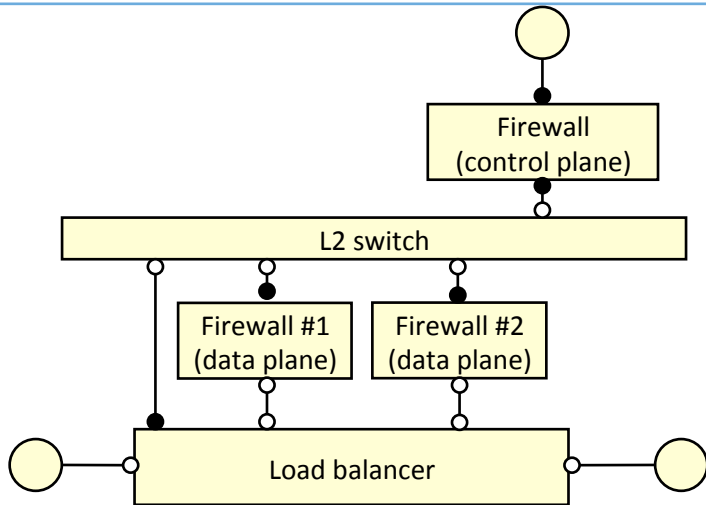 Firewall
(control plane)
L2 switch
Firewall #1
(data plane)
Firewall #2
(data plane)
Load balancer